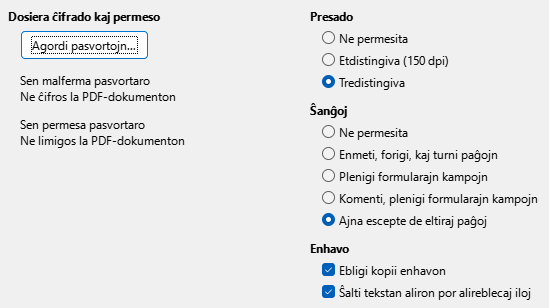 Dosiera ĉifrado kaj permeso
Agordi pasvortojn...
Sen malferma pasvortaro
Ne ĉifros la PDF-dokumenton
Sen permesa pasvortaro
Ne limigos la PDF-dokumenton
Presado
Ne permesita
Etdistingiva (150 dpi)
Tredistingiva
Ŝanĝoj
Ne permesita
Enmeti, forigi, kaj turni paĝojn
Plenigi formularajn kampojn
Komenti, plenigi formularajn kampojn
Ajna escepte de eltiraj paĝoj
Enhavo
Ebligi kopii enhavon
Ŝalti tekstan aliron por alireblecaj iloj